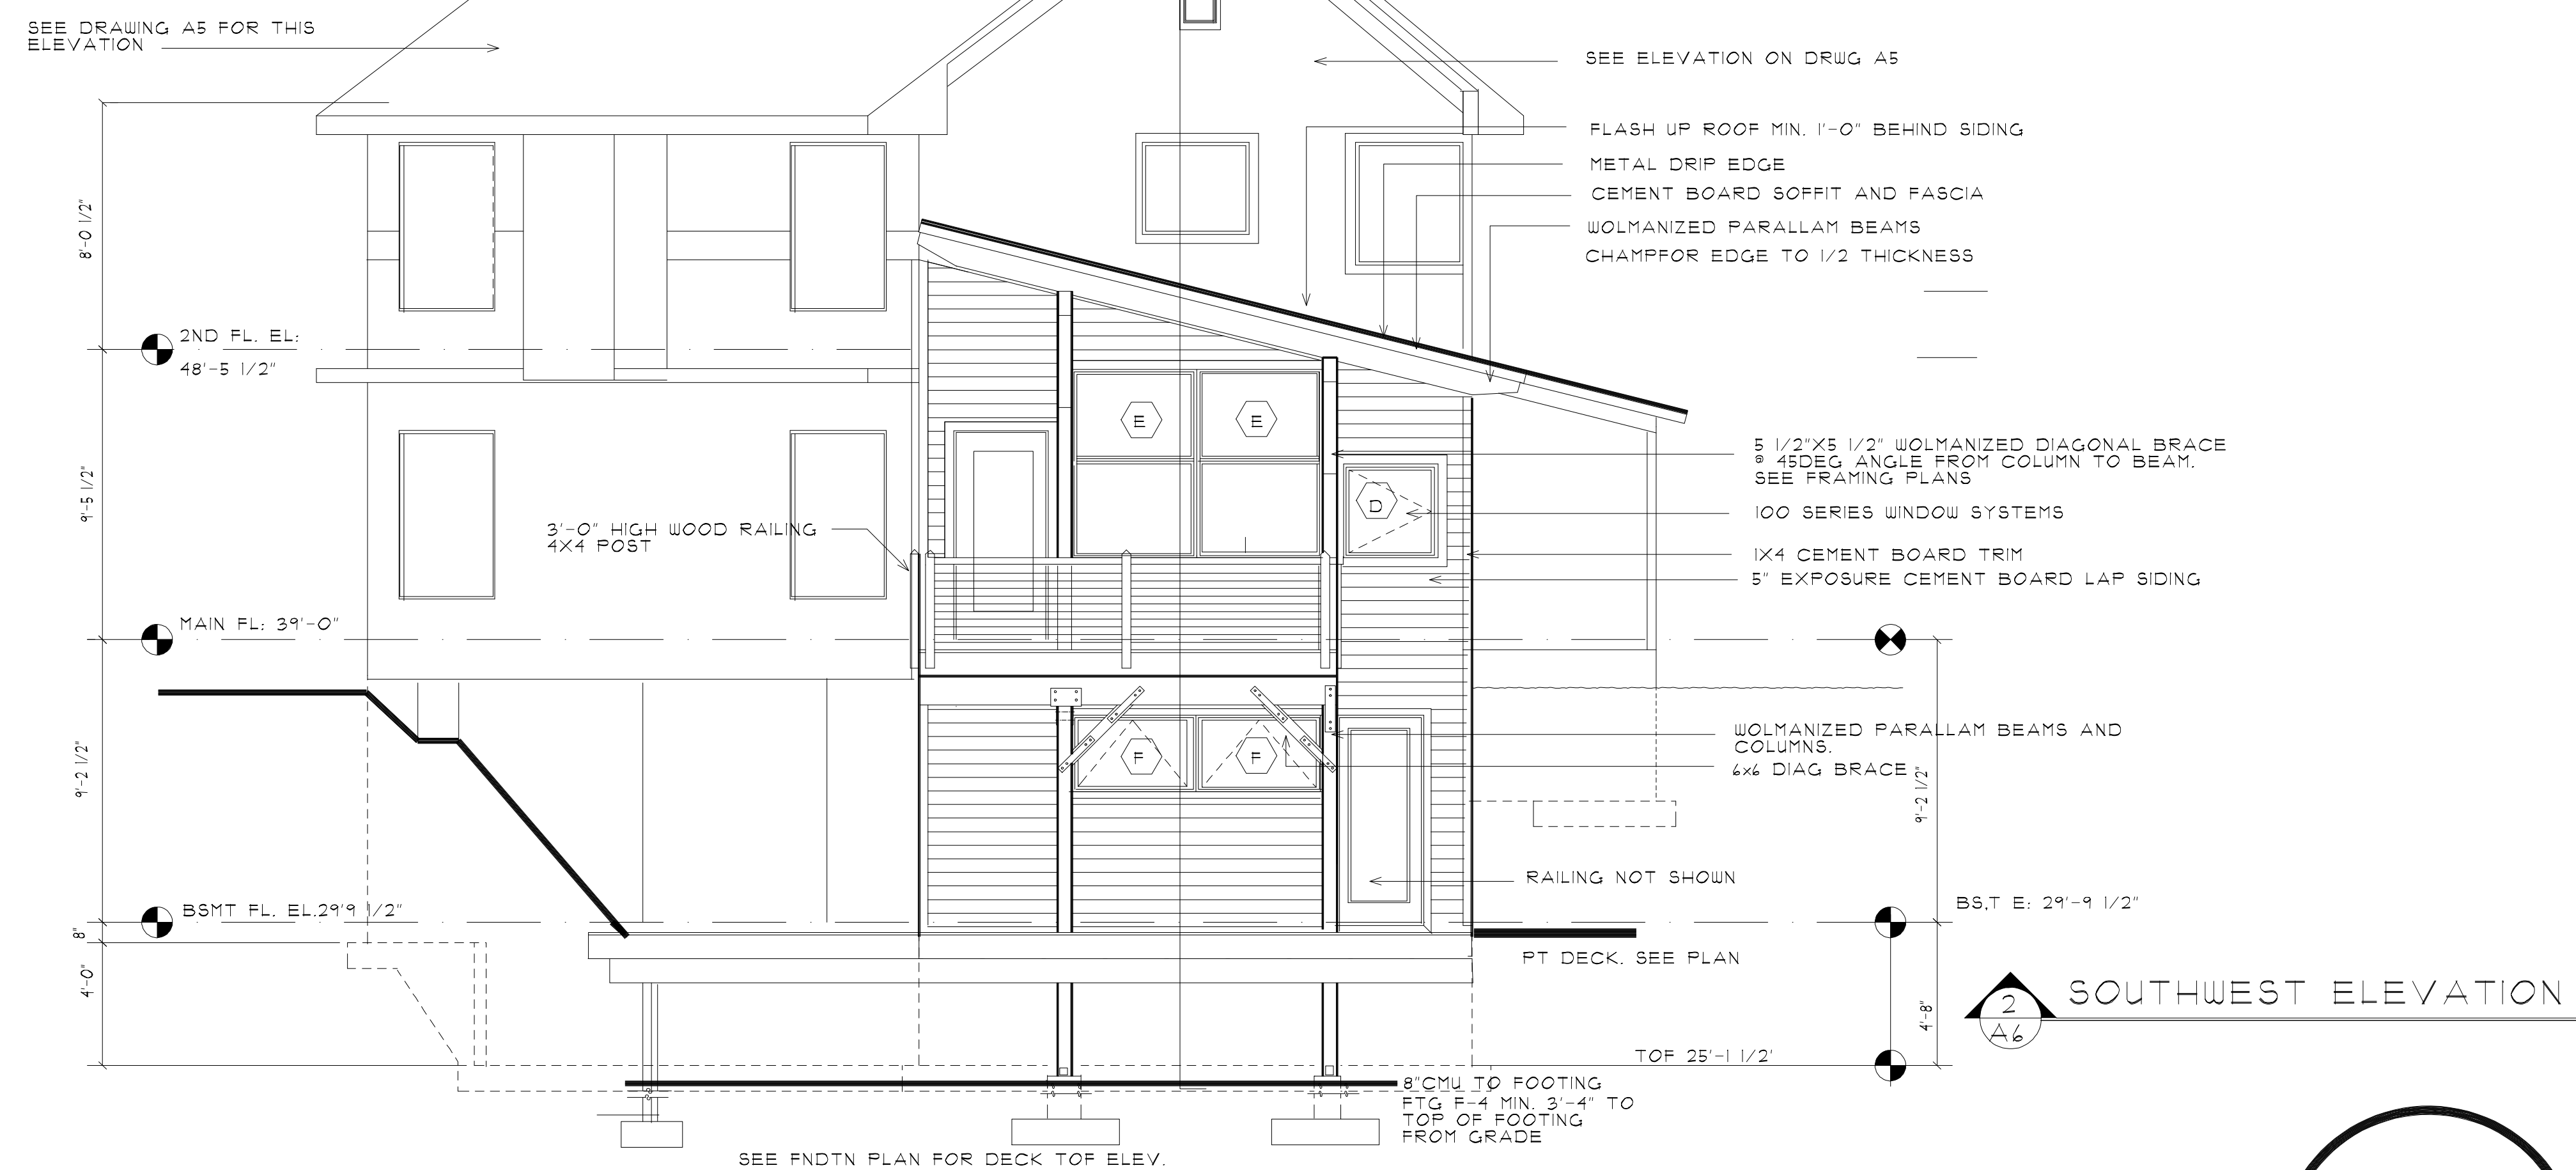 SEE DRAWING A5 FOR THIS
ELEVATION
SEE ELEVATION ON DRWG A5
FLASH UP ROOF MIN. 1'-0" BEHIND SIDING
METAL DRIP EDGE
CEMENT BOARD SOFFIT AND FASCIA
WOLMANIZED PARALLAM BEAMS
CHAMPFOR EDGE TO 1/2 THICKNESS
8'-0 1/2"
2ND FL. EL:
48'-5 1/2"
E
E
5 1/2"X5 1/2" WOLMANIZED DIAGONAL BRACE
@ 45DEG ANGLE FROM COLUMN TO BEAM.
SEE FRAMING PLANS
9'-5 1/2"
D
100 SERIES WINDOW SYSTEMS
3'-0" HIGH WOOD RAILING
4X4 POST
1X4 CEMENT BOARD TRIM
5" EXPOSURE CEMENT BOARD LAP SIDING
MAIN FL: 39'-0"
WOLMANIZED PARALLAM BEAMS AND
COLUMNS.
F
F
6x6 DIAG BRACE
9'-2 1/2"
9'-2 1/2"
RAILING NOT SHOWN
BSMT FL. EL.29'9 1/2"
BS,T E: 29'-9 1/2"
8"
PT DECK. SEE PLAN
4'-0"
4'-8"
2
A6
SOUTHWEST ELEVATION
TOF 25'-1 1/2'
8"CMU TO FOOTING
FTG F-4 MIN. 3'-4" TO
TOP OF FOOTING
FROM GRADE
SEE FNDTN PLAN FOR DECK TOF ELEV.